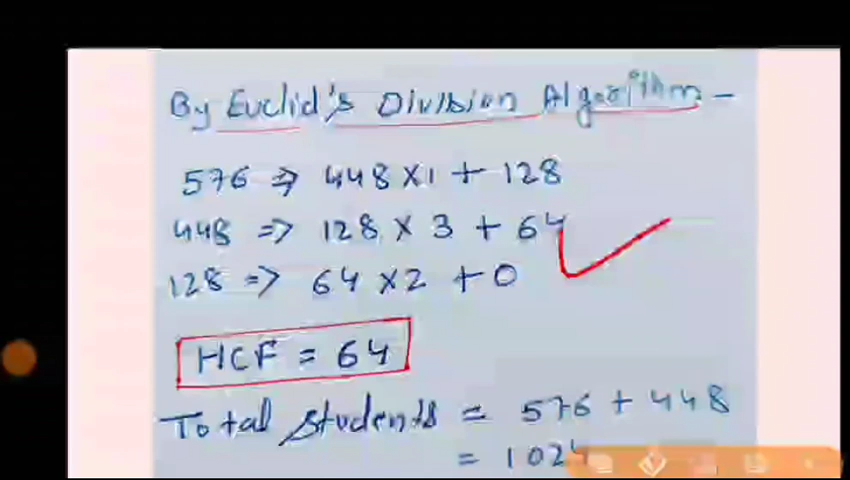 By Euclid's Division Algorithm –
576 ⇒ 448 × 1 + 128
448 ⇒ 128 × 3 + 64
128 ⇒ 64 × 2 + 0
HCF = 64
Total students = 576 + 448
= 1024